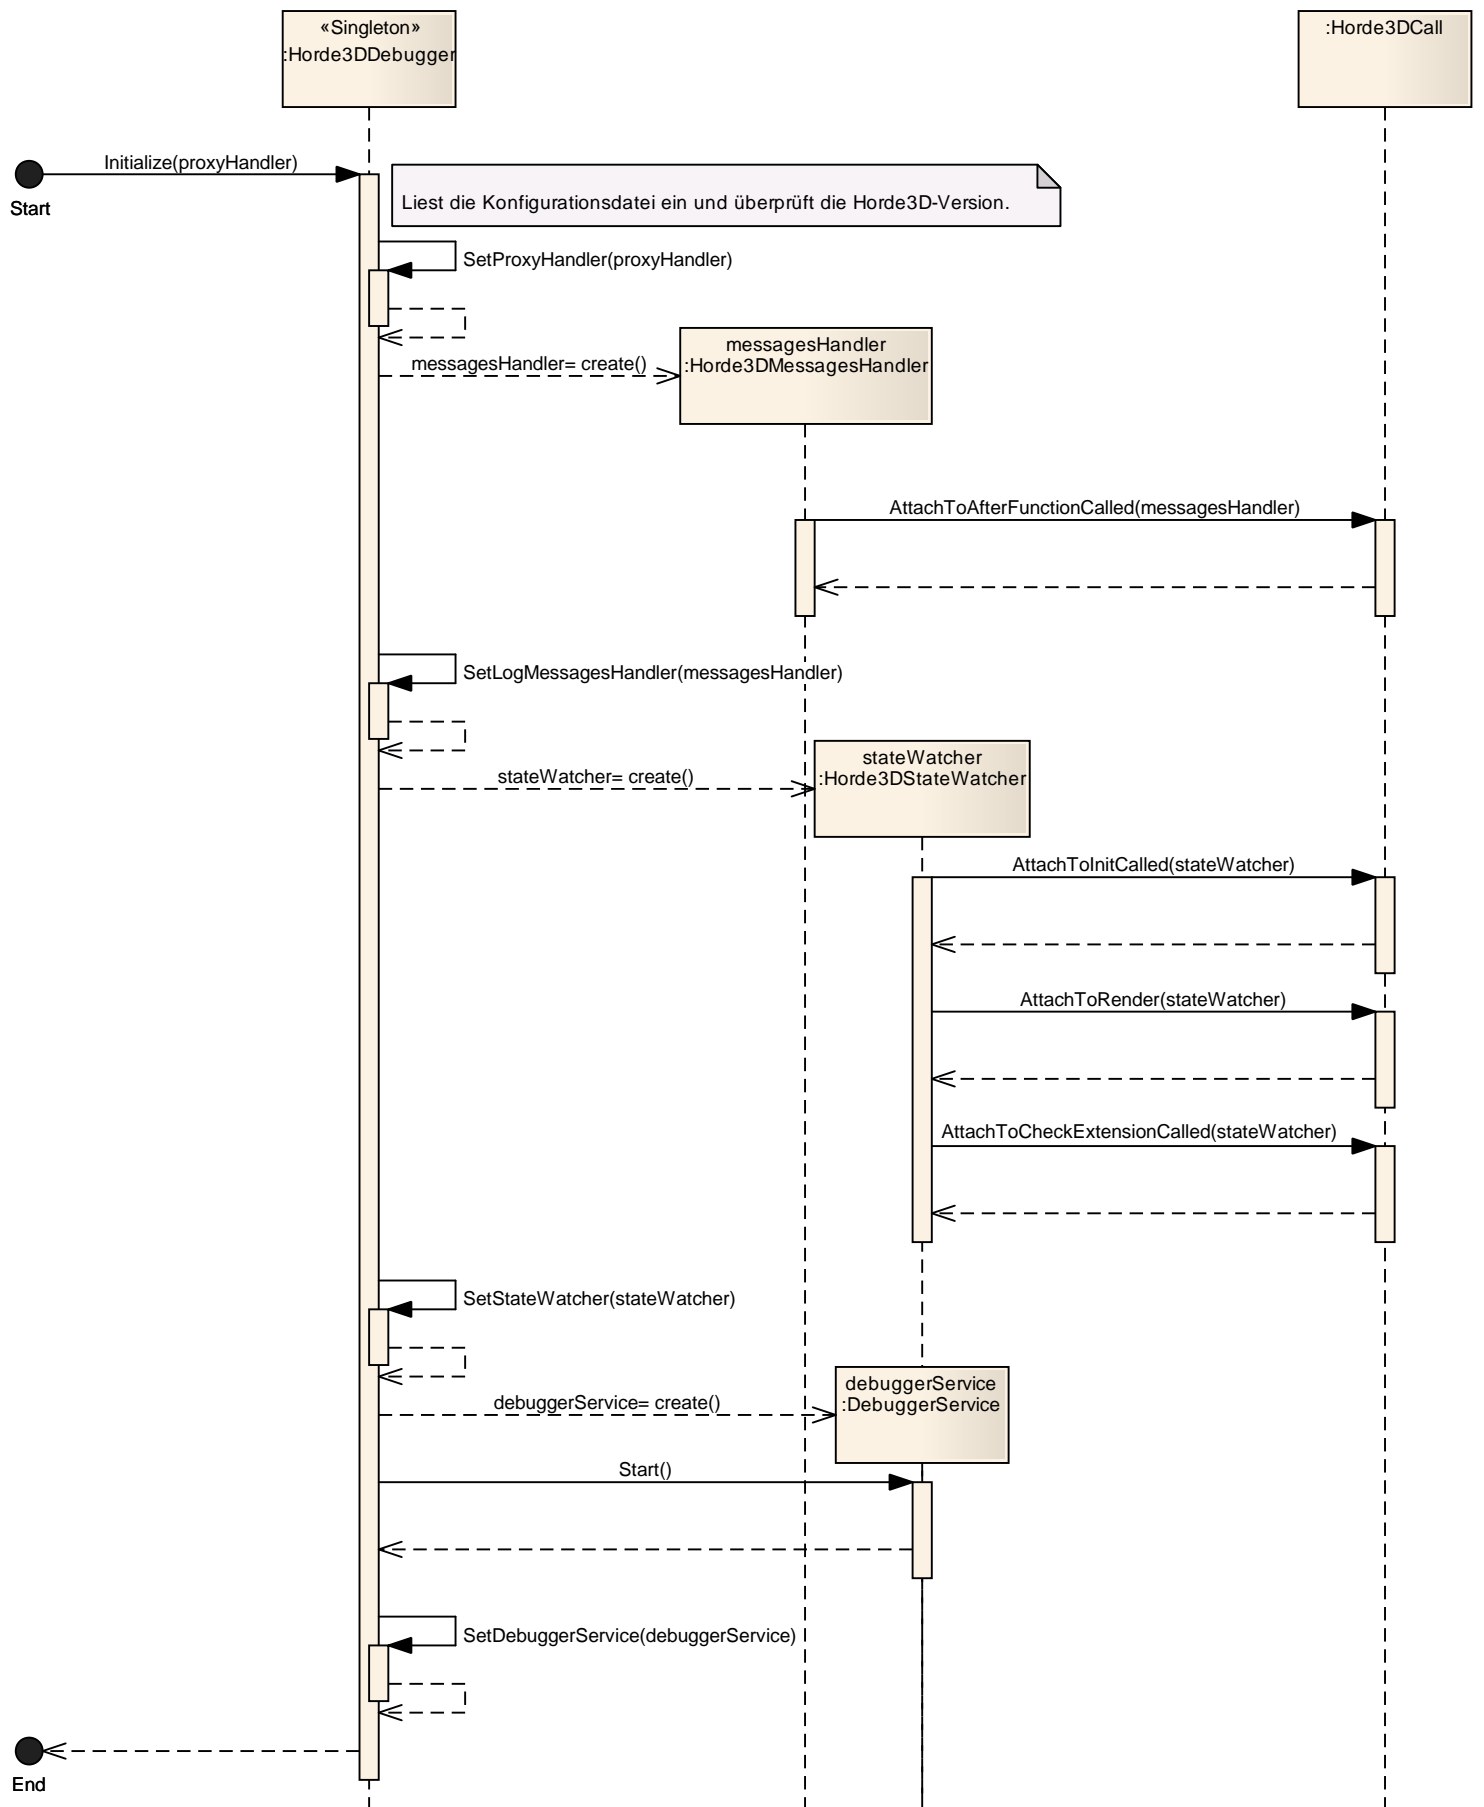 «Singleton»
:Horde3DDebugger
:Horde3DCall
Initialize(proxyHandler)
Start
Liest die Konfigurationsdatei ein und überprüft die Horde3D-Version.
SetProxyHandler(proxyHandler)
messagesHandler= create()
messagesHandler
:Horde3DMessagesHandler
AttachToAfterFunctionCalled(messagesHandler)
SetLogMessagesHandler(messagesHandler)
stateWatcher= create()
stateWatcher
:Horde3DStateWatcher
AttachToInitCalled(stateWatcher)
AttachToRender(stateWatcher)
AttachToCheckExtensionCalled(stateWatcher)
SetStateWatcher(stateWatcher)
debuggerService= create()
debuggerService
:DebuggerService
Start()
SetDebuggerService(debuggerService)
End